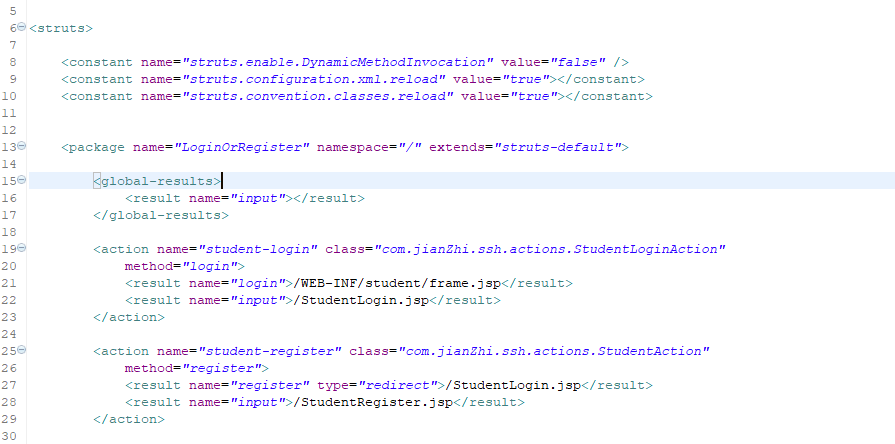 5
6 <struts>
7
8 <constant name="struts.enable.DynamicMethodInvocation" value="false" />
9 <constant name="struts.configuration.xml.reload" value="true"></constant>
10 <constant name="struts.convention.classes.reload" value="true"></constant>
11
12
13 <package name="LoginOrRegister" namespace="/" extends="struts-default">
14
15 <global-results>
16 <result name="input"></result>
17 </global-results>
18
19 <action name="student-login" class="com.jianZhi.ssh.actions.StudentLoginAction"
20 method="login">
21 <result name="login">/WEB-INF/student/frame.jsp</result>
22 <result name="input">/StudentLogin.jsp</result>
23 </action>
24
25 <action name="student-register" class="com.jianZhi.ssh.actions.StudentAction"
26 method="register">
27 <result name="register" type="redirect">/StudentLogin.jsp</result>
28 <result name="input">/StudentRegister.jsp</result>
29 </action>
30